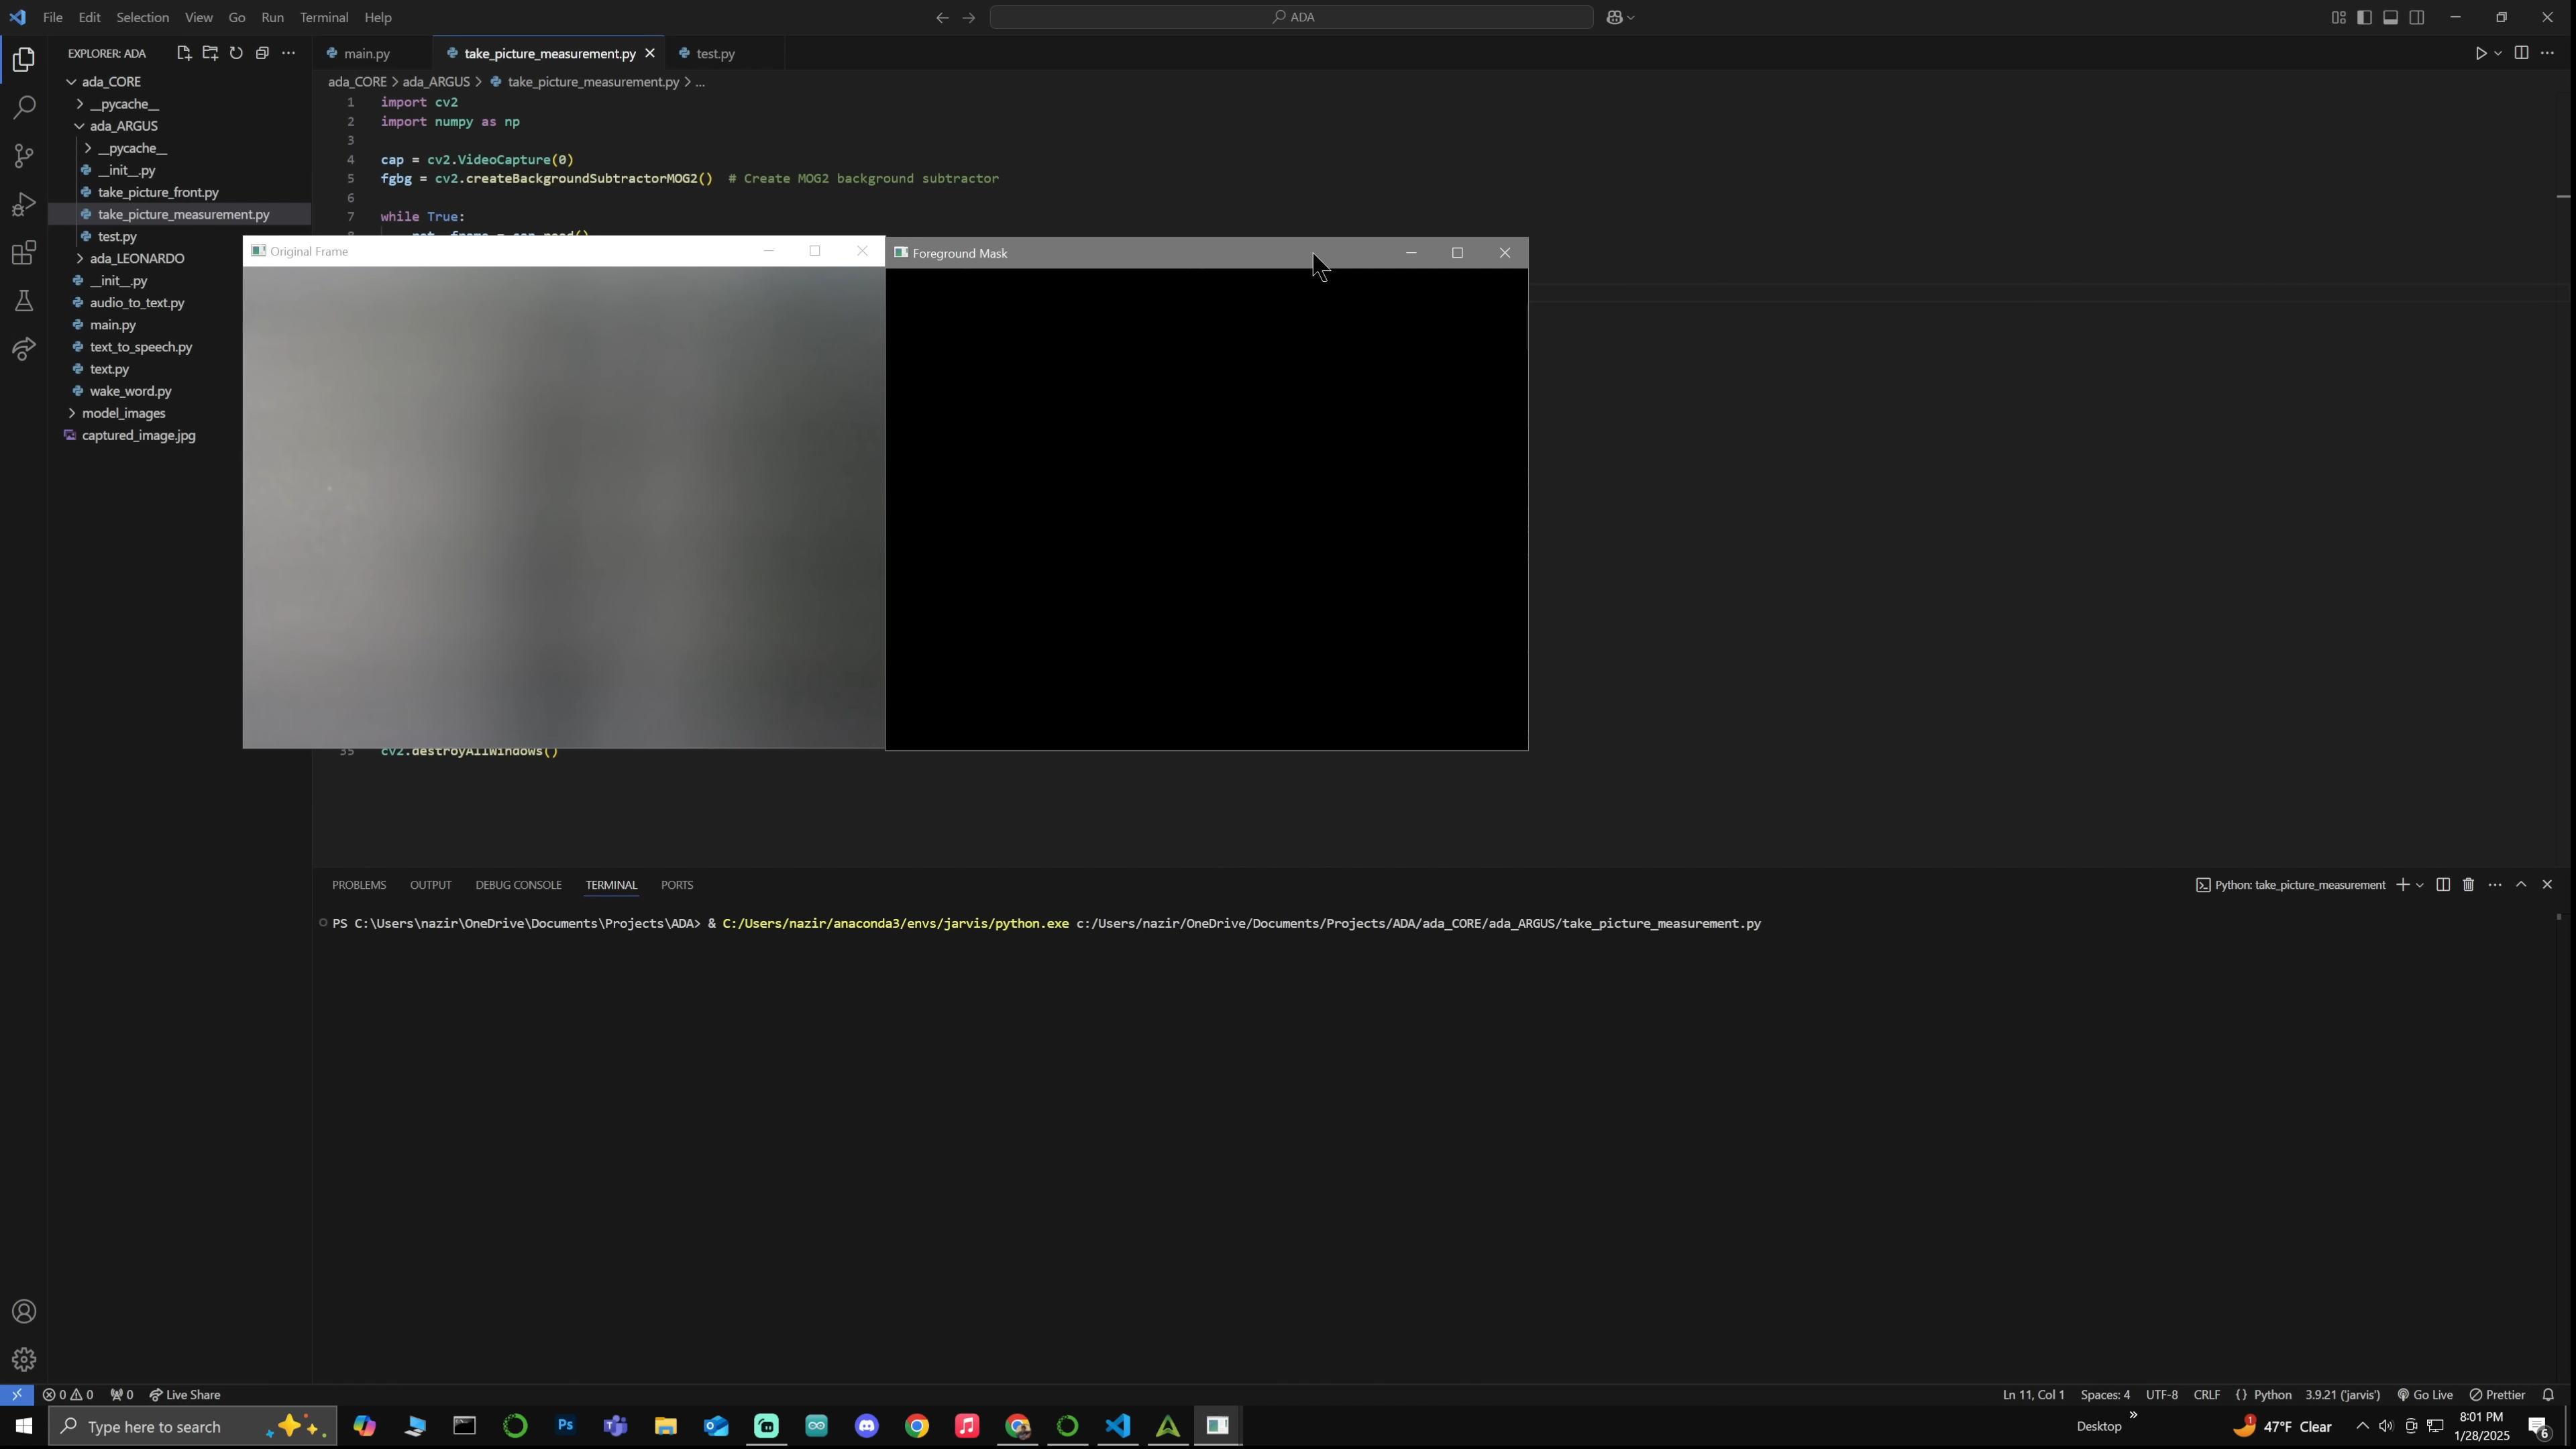 File Edit Selection View Go Run Terminal Help
ADA
EXPLORER: ADA
ada_CORE
__pycache__
ada_ARGUS
__pycache__
__init__.py
take_picture_front.py
take_picture_measurement.py
test.py
ada_LEONARDO
__init__.py
audio_to_text.py
main.py
text_to_speech.py
text.py
wake_word.py
model_images
captured_image.jpg
main.py take_picture_measurement.py test.py
ada_CORE > ada_ARGUS > take_picture_measurement.py > ...
1 import cv2
2 import numpy as np
3
4 cap = cv2.VideoCapture(0)
5 fgbg = cv2.createBackgroundSubtractorMOG2() # Create MOG2 background subtractor
6
7 while True:
Original Frame
Foreground Mask
35 cv2.destroyAllWindows()
PROBLEMS OUTPUT DEBUG CONSOLE TERMINAL PORTS
Python: take_picture_measurement
PS C:\Users\nazir\OneDrive\Documents\Projects\ADA> & C:/Users/nazir/anaconda3/envs/jarvis/python.exe c:/Users/nazir/OneDrive/Documents/Projects/ADA/ada_CORE/ada_ARGUS/take_picture_measurement.py
0 0 0 Live Share
Ln 11, Col 1 Spaces: 4 UTF-8 CRLF {} Python 3.9.21 ('jarvis') Go Live Prettier
Type here to search
Ps
Desktop
1
47°F Clear
8:01 PM
1/28/2025
6